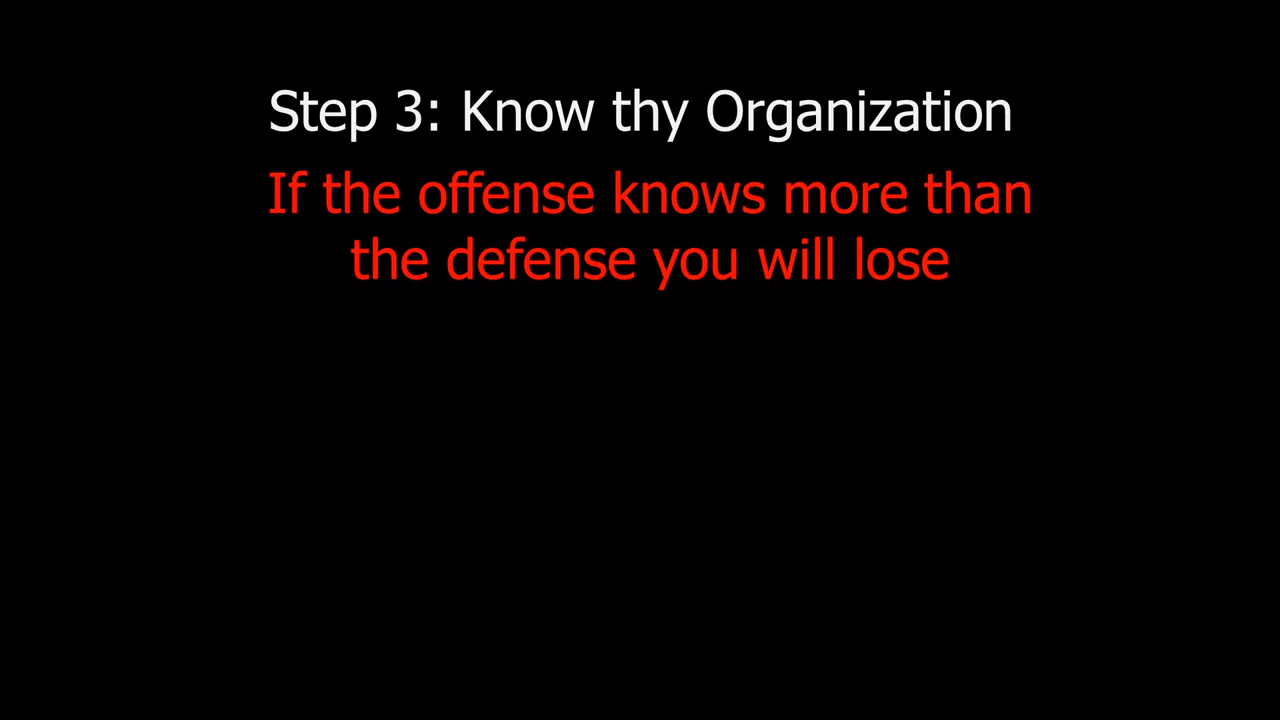 Step 3: Know thy Organization
If the offense knows more than
the defense you will lose